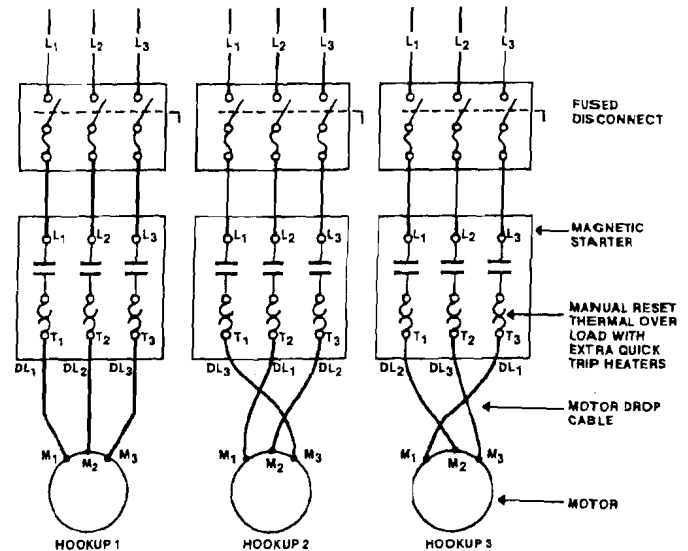 L1 L2 L3 L1 L2 L3 L1 L2 L3
FUSED
DISCONNECT
L1 L2 L3 L1 L2 L3 L1 L2 L3
MAGNETIC
STARTER
MANUAL RESET
THERMAL OVER
LOAD WITH
EXTRA QUICK
TRIP HEATERS
T1 T2 T3 T1 T2 T3 T1 T2 T3
DL1 DL2 DL3 DL3 DL1 DL2 DL2 DL3 DL1
MOTOR DROP
CABLE
M1 M2 M3 M1 M2 M3 M1 M2 M3
MOTOR
HOOKUP 1 HOOKUP 2 HOOKUP 3